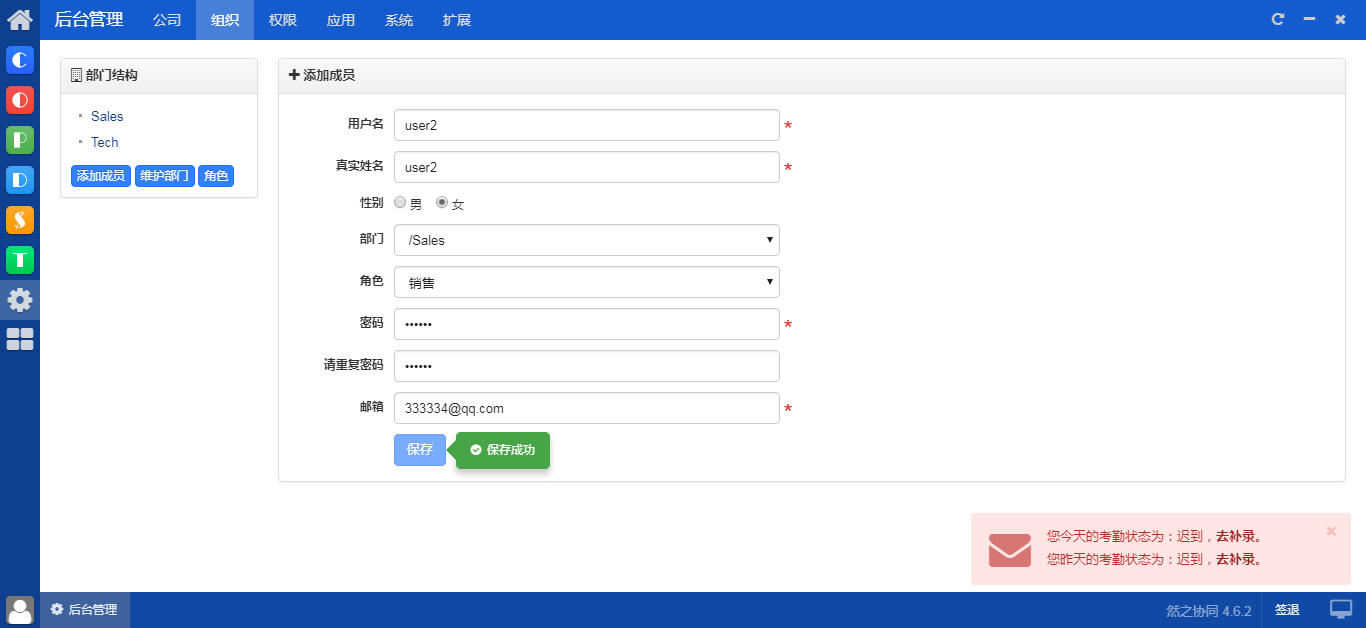 后台管理 公司 组织 权限 应用 系统 扩展
部门结构
Sales
Tech
添加成员 维护部门 角色
添加成员
用户名 user2 *
真实姓名 user2 *
性别 男 女
部门 /Sales
角色 销售
密码 •••••• *
请重复密码 ••••••
邮箱 333334@qq.com *
保存 保存成功
您今天的考勤状态为：迟到，去补录。
您昨天的考勤状态为：迟到，去补录。
后台管理 然之协同 4.6.2 签退